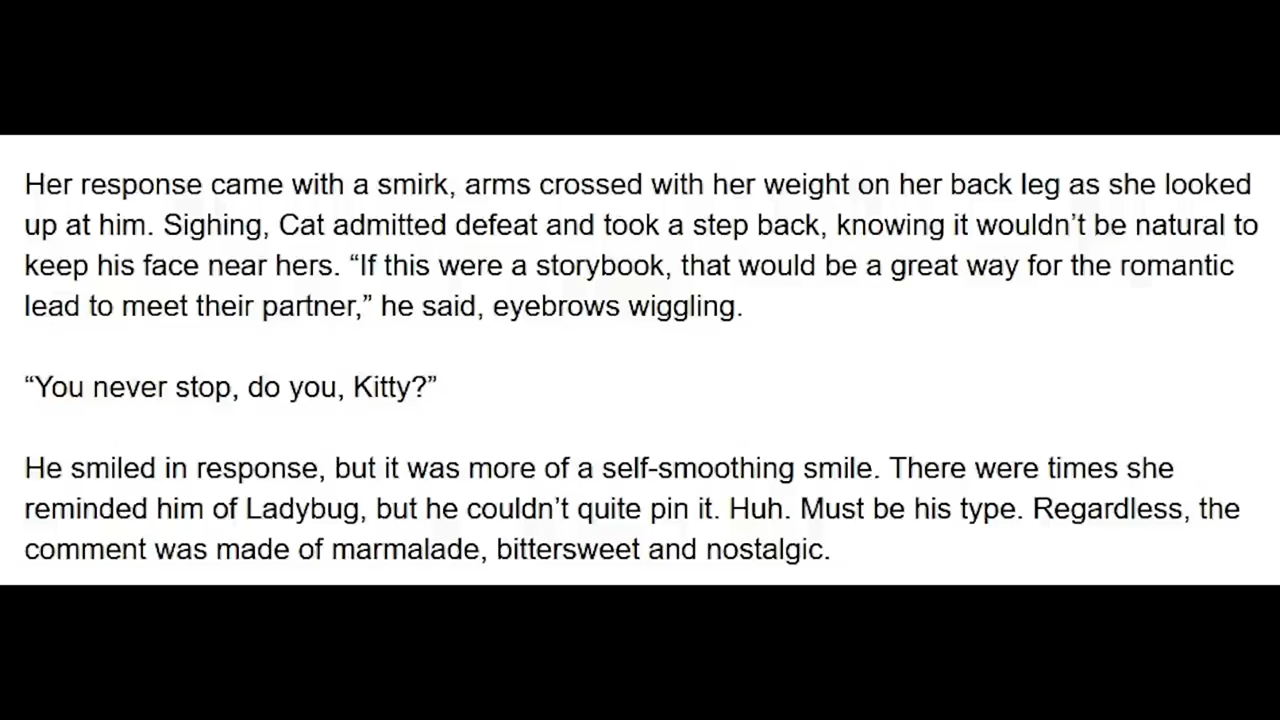 Her response came with a smirk, arms crossed with her weight on her back leg as she looked
up at him. Sighing, Cat admitted defeat and took a step back, knowing it wouldn’t be natural to
keep his face near hers. “If this were a storybook, that would be a great way for the romantic
lead to meet their partner,” he said, eyebrows wiggling.
“You never stop, do you, Kitty?”
He smiled in response, but it was more of a self-smoothing smile. There were times she
reminded him of Ladybug, but he couldn’t quite pin it. Huh. Must be his type. Regardless, the
comment was made of marmalade, bittersweet and nostalgic.